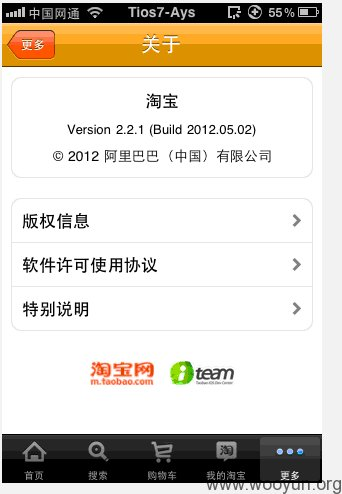 中国网通 Tios7-Ays 55%
更多 关于
淘宝
Version 2.2.1 (Build 2012.05.02)
© 2012 阿里巴巴（中国）有限公司
版权信息
软件许可使用协议
特别说明
淘宝网 iteam
m.taobao.com Taobao iOS Dev Center
首页 搜索 购物车 我的淘宝 更多
www.wooyun.org